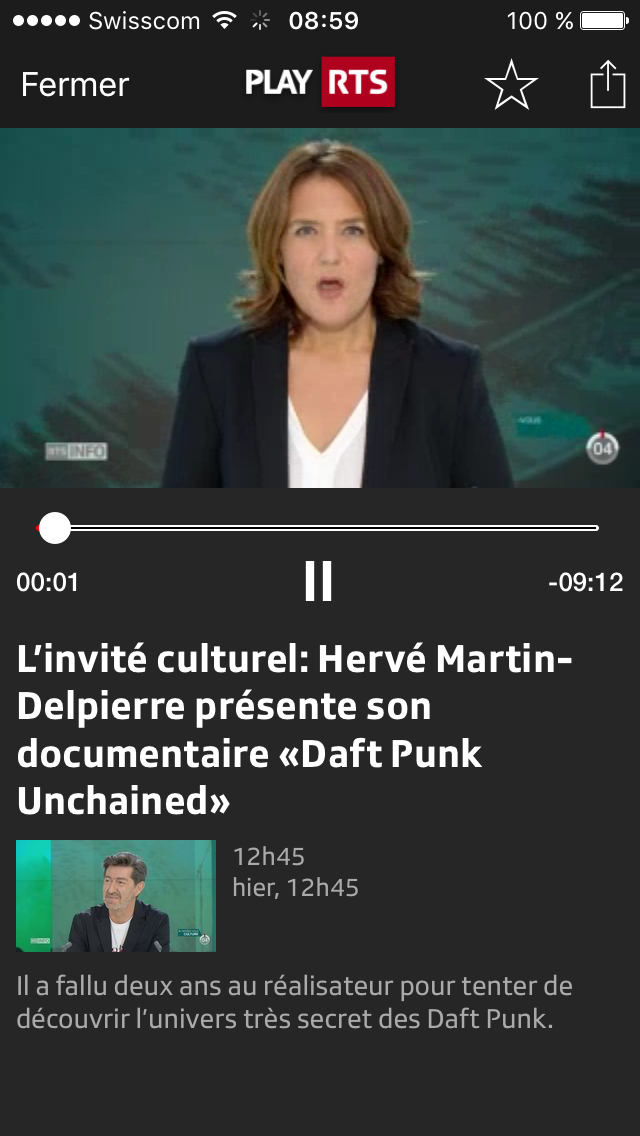 Swisscom 08:59 100 %
Fermer PLAY RTS
-VOUS
RTS INFO 04
00:01 -09:12
L’invité culturel: Hervé Martin-
Delpierre présente son
documentaire «Daft Punk
Unchained»
12h45
hier, 12h45
Il a fallu deux ans au réalisateur pour tenter de
découvrir l’univers très secret des Daft Punk.